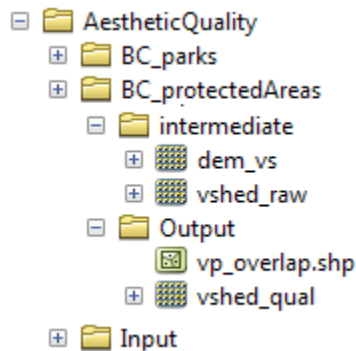 AestheticQuality
BC_parks
BC_protectedAreas
intermediate
dem_vs
vshed_raw
Output
vp_overlap.shp
vshed_qual
Input